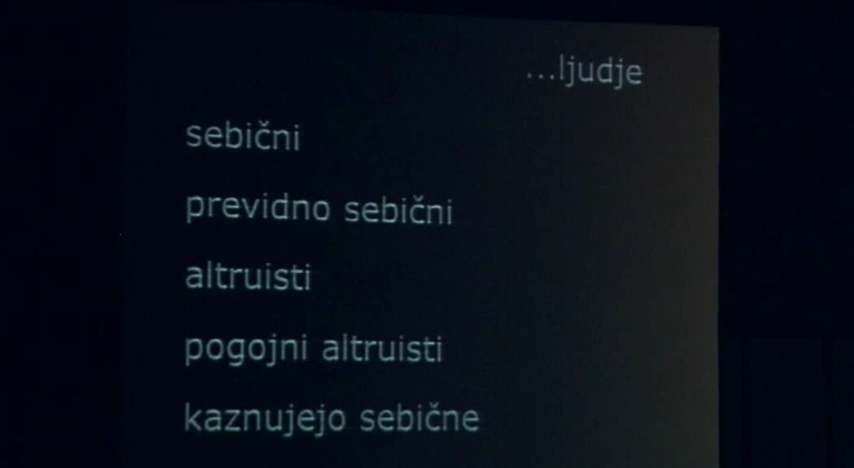 ...ljudje
sebični
previdno sebični
altruisti
pogojni altruisti
kaznujejo sebične